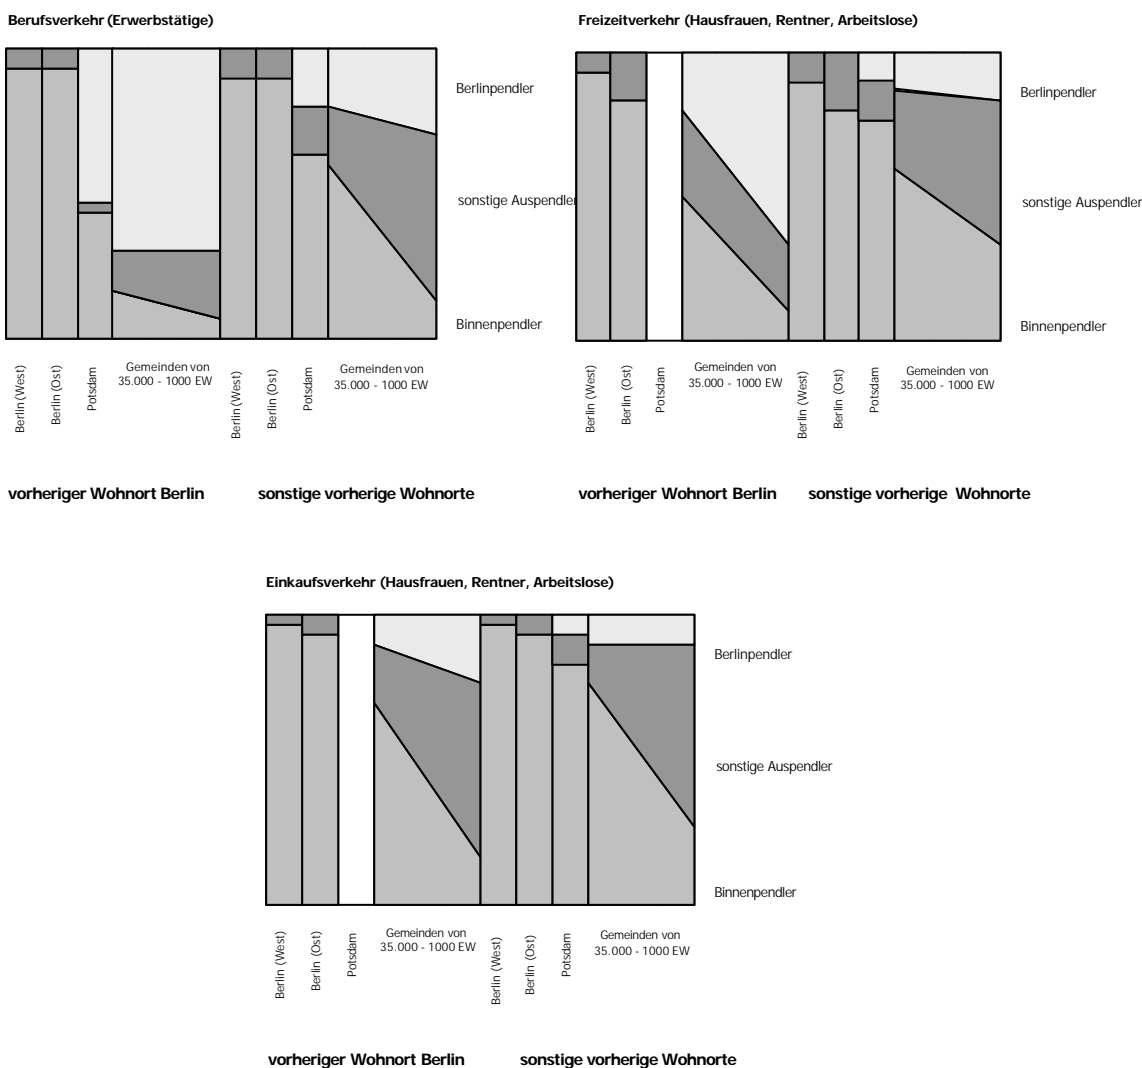 Berufsverkehr (Erwerbstätige)
Berlinpendler
sonstige Auspendler
Binnenpendler
Berlin (West)
Berlin (Ost)
Potsdam
Gemeinden von
35.000 - 1000 EW
Berlin (West)
Berlin (Ost)
Potsdam
Gemeinden von
35.000 - 1000 EW
vorheriger Wohnort Berlin
sonstige vorherige Wohnorte
Freizeitverkehr (Hausfrauen, Rentner, Arbeitslose)
Berlinpendler
sonstige Auspendler
Binnenpendler
Berlin (West)
Berlin (Ost)
Potsdam
Gemeinden von
35.000 - 1000 EW
Berlin (West)
Berlin (Ost)
Potsdam
Gemeinden von
35.000 - 1000 EW
vorheriger Wohnort Berlin
sonstige vorherige Wohnorte
Einkaufsverkehr (Hausfrauen, Rentner, Arbeitslose)
Berlinpendler
sonstige Auspendler
Binnenpendler
Berlin (West)
Berlin (Ost)
Potsdam
Gemeinden von
35.000 - 1000 EW
Berlin (West)
Berlin (Ost)
Potsdam
Gemeinden von
35.000 - 1000 EW
vorheriger Wohnort Berlin
sonstige vorherige Wohnorte